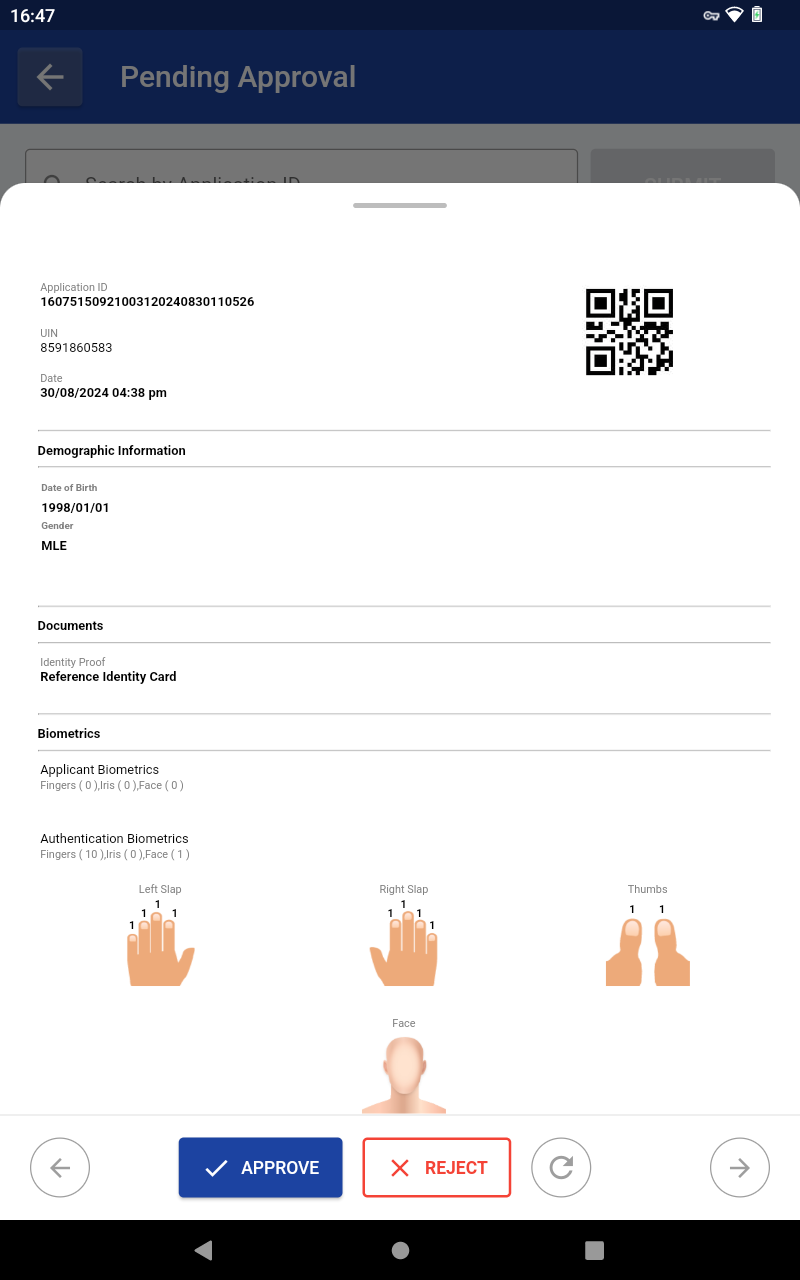 16:47
Pending Approval
Search by Application ID
SUBMIT
Application ID
16075150921003120240830110526
UIN
8591860583
Date
30/08/2024 04:38 pm
Demographic Information
Date of Birth
1998/01/01
Gender
MLE
Documents
Identity Proof
Reference Identity Card
Biometrics
Applicant Biometrics
Fingers ( 0 ),Iris ( 0 ),Face ( 0 )
Authentication Biometrics
Fingers ( 10 ),Iris ( 0 ),Face ( 1 )
Left Slap Right Slap Thumbs
1 1 1 1 1 1 1 1 1 1
Face
APPROVE REJECT